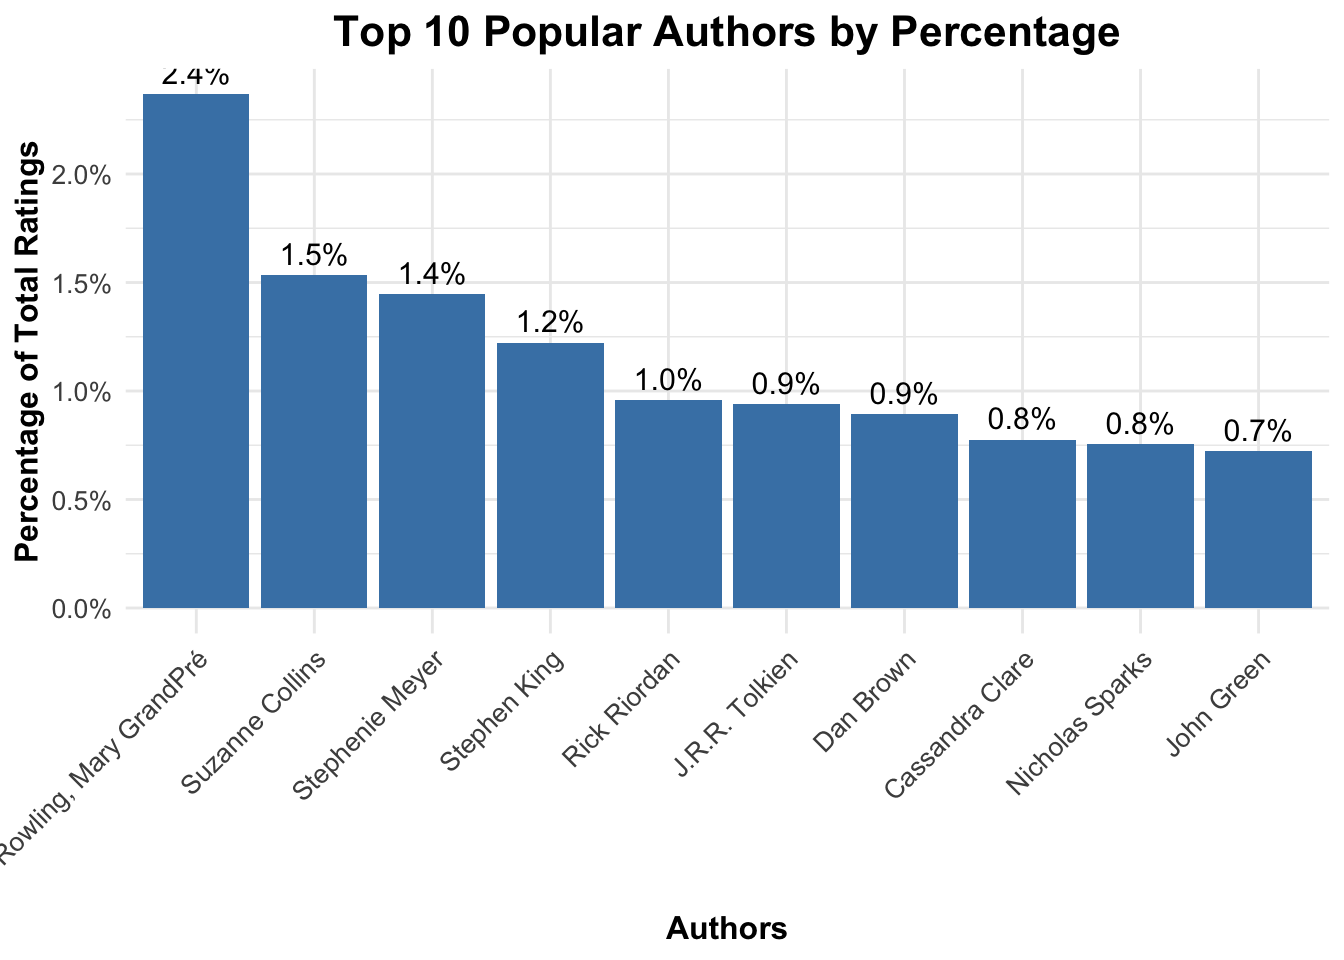 Top 10 Popular Authors by Percentage
Percentage of Total Ratings
2.0%
1.5%
1.0%
0.5%
0.0%
2.4%
1.5%
1.4%
1.2%
1.0%
0.9%
0.9%
0.8%
0.8%
0.7%
Rowling, Mary GrandPré
Suzanne Collins
Stephenie Meyer
Stephen King
Rick Riordan
J.R.R. Tolkien
Dan Brown
Cassandra Clare
Nicholas Sparks
John Green
Authors